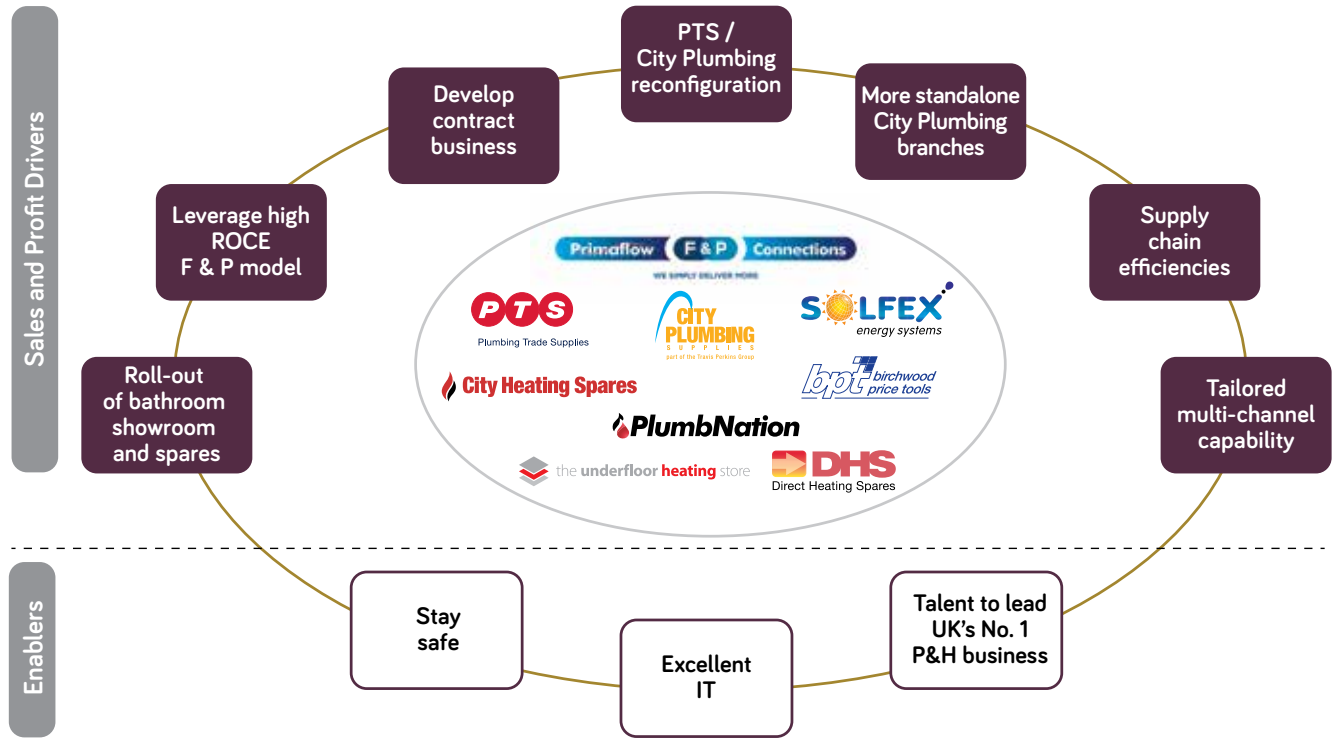 Sales and Profit Drivers
PTS /
City Plumbing
reconfiguration
Develop
contract
business
More standalone
City Plumbing
branches
Leverage high
ROCE
F & P model
Supply
chain
efficiencies
Roll-out
of bathroom
showroom
and spares
Tailored
multi-channel
capability
Primaflow F & P Connections
WE SIMPLY DELIVER MORE
PTS
Plumbing Trade Supplies
CITY
PLUMBING
SUPPLIES
part of the Travis Perkins Group
SOLFEX
energy systems
City Heating Spares
bpt birchwood
price tools
PlumbNation
the underfloor heating store
DHS
Direct Heating Spares
Enablers
Stay
safe
Excellent
IT
Talent to lead
UK's No. 1
P&H business